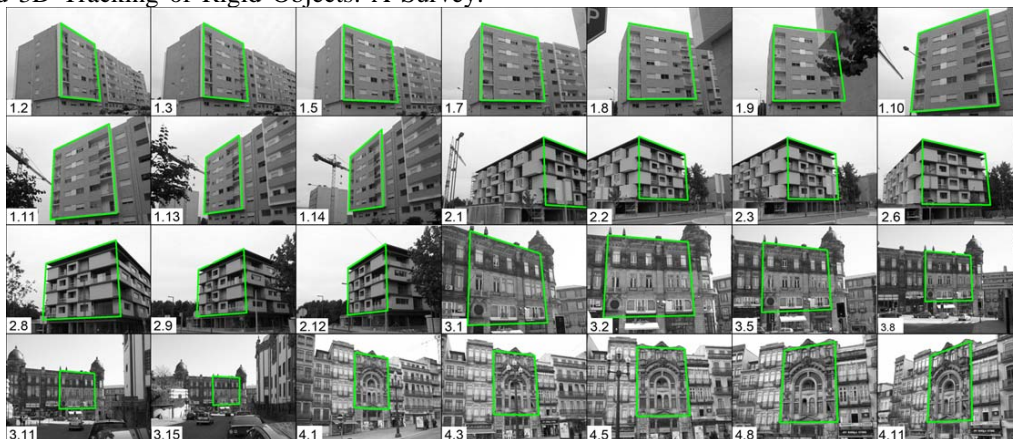 3D Tracking of Rigid Objects: A Survey.
1.2 1.3 1.5 1.7 1.8 1.9 1.10
1.11 1.13 1.14 2.1 2.2 2.3 2.6
2.8 2.9 2.12 3.1 3.2 3.5 3.8
3.11 3.15 4.1 4.3 4.5 4.8 4.11